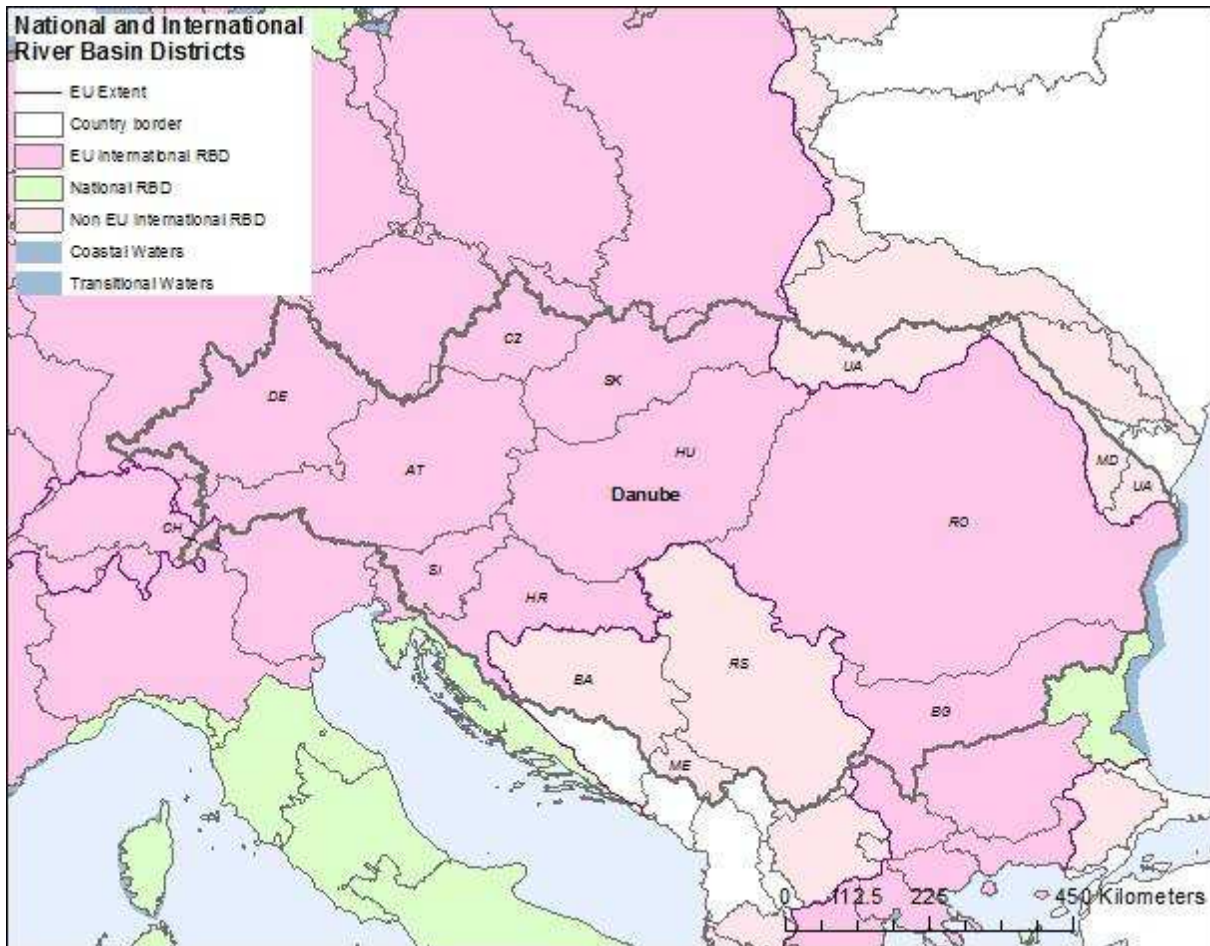 National and International
River Basin Districts
EU Extent
Country border
EU International RBD
National RBD
Non EU International RBD
Coastal Waters
Transitional Waters
CZ
UA
SK
DE
HU
AT
MD
UA
Danube
RO
CH
SI
HR
RS
BA
BG
ME
0 112.5 225 450 Kilometers